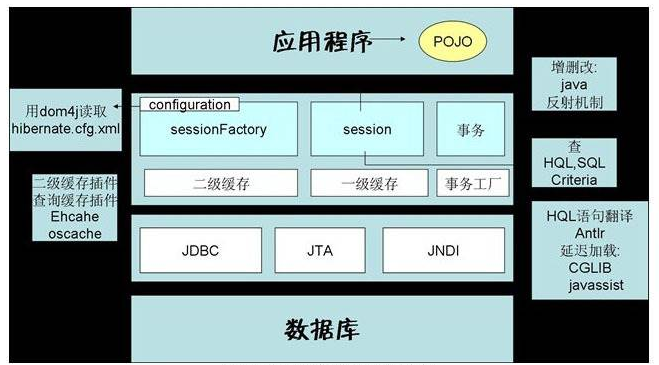 应用程序
POJO
增删改:
java
反射机制
用dom4j读取
hibernate.cfg.xml
configuration
sessionFactory
session
事务
查
HQL,SQL
Criteria
二级缓存插件
查询缓存插件
Ehcahe
oscache
二级缓存
一级缓存
事务工厂
HQL语句翻译
Antlr
延迟加载:
CGLIB
javassist
JDBC
JTA
JNDI
数据库